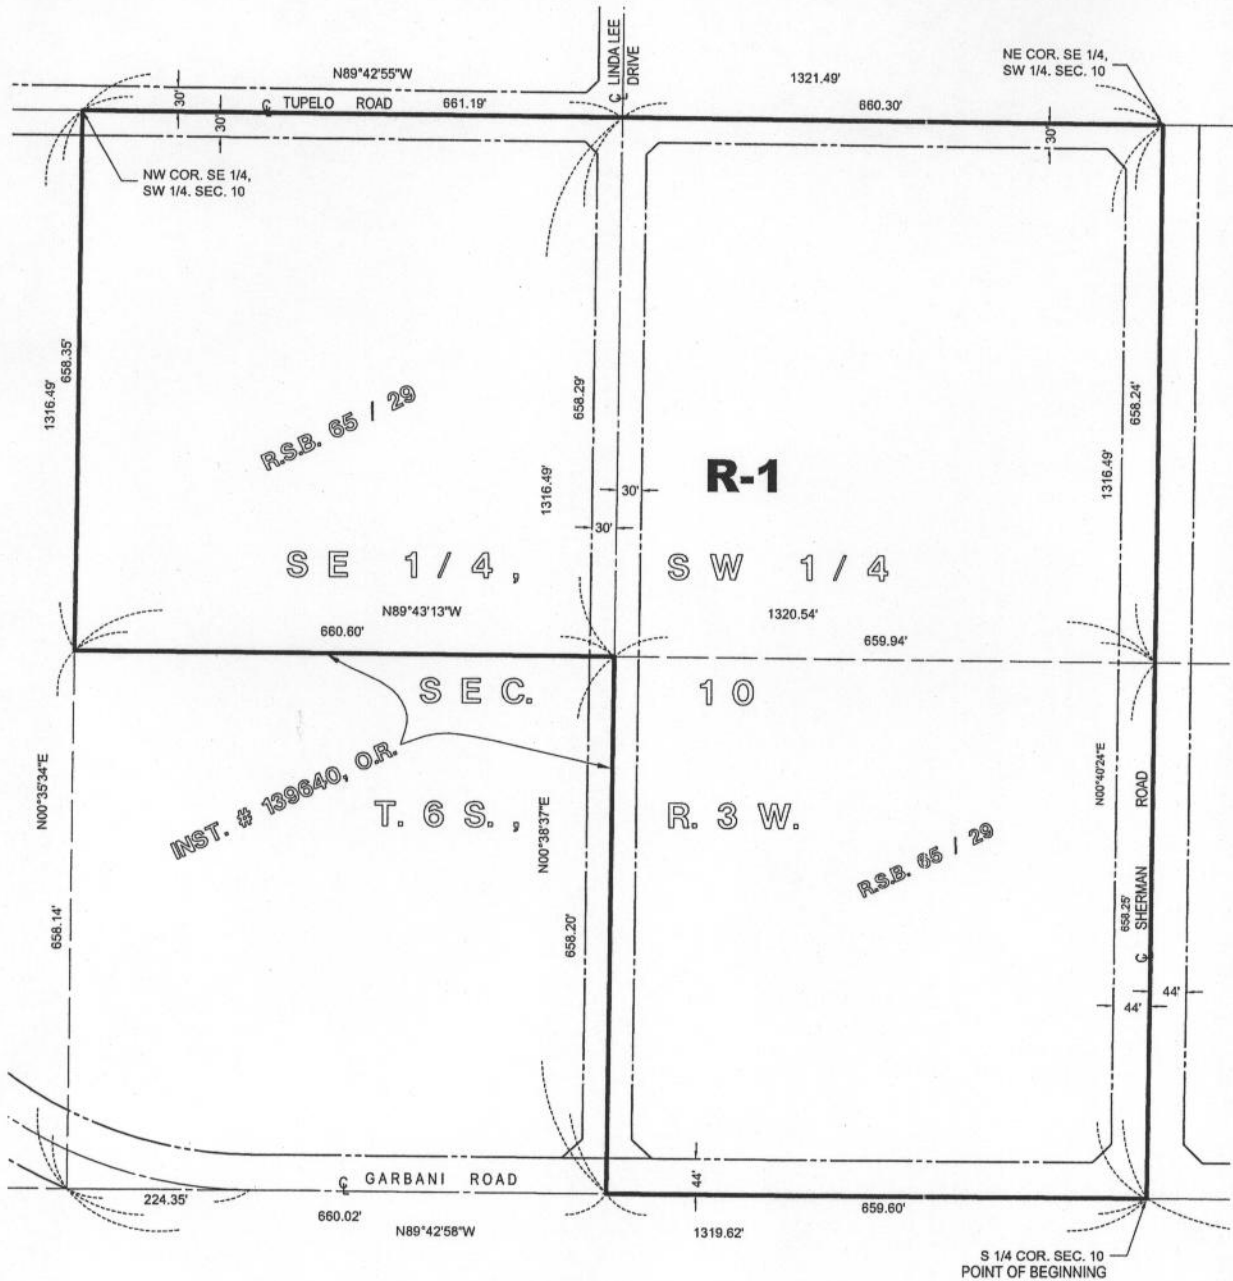 LINDA LEE
DRIVE
NE COR. SE 1/4,
SW 1/4. SEC. 10
N89°42'55"W
1321.49'
30'
℄ TUPELO ROAD
661.19'
660.30'
30'
30'
NW COR. SE 1/4,
SW 1/4. SEC. 10
1316.49'
658.35'
R.S.B. 65 / 29
658.29'
1316.49'
R-1
30'
30'
658.24'
1316.49'
SE 1/4, SW 1/4
N89°43'13"W
660.60'
1320.54'
659.94'
SEC. 10
INST. # 139640, O.R.
T. 6 S., R. 3 W.
N00°35'34"E
658.14'
N00°38'37"E
658.20'
R.S.B. 65 / 29
N00°40'24"E
658.25'
℄ SHERMAN ROAD
44'
44'
℄ GARBANI ROAD
44'
224.35'
660.02'
N89°42'58"W
1319.62'
659.60'
S 1/4 COR. SEC. 10
POINT OF BEGINNING